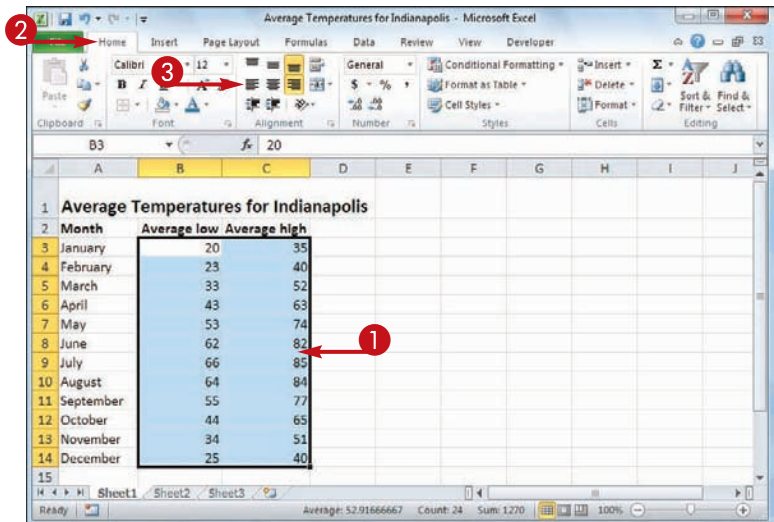 Average Temperatures for Indianapolis - Microsoft Excel
2
Home Insert Page Layout Formulas Data Review View Developer
3
Calibri 12 General Conditional Formatting Insert Σ
Paste B I A $ % , Format as Table Delete Sort & Find &
Cell Styles Format Filter Select
Clipboard Font Alignment Number Styles Cells Editing
B3 fx 20
A B C D E F G H I J
1 Average Temperatures for Indianapolis
2 Month Average low Average high
3 January 20 35
4 February 23 40
5 March 33 52
6 April 43 63
7 May 53 74
1
8 June 62 82
9 July 66 85
10 August 64 84
11 September 55 77
12 October 44 65
13 November 34 51
14 December 25 40
15
Sheet1 Sheet2 Sheet3
Ready Average: 52.91666667 Count: 24 Sum: 1270 100%